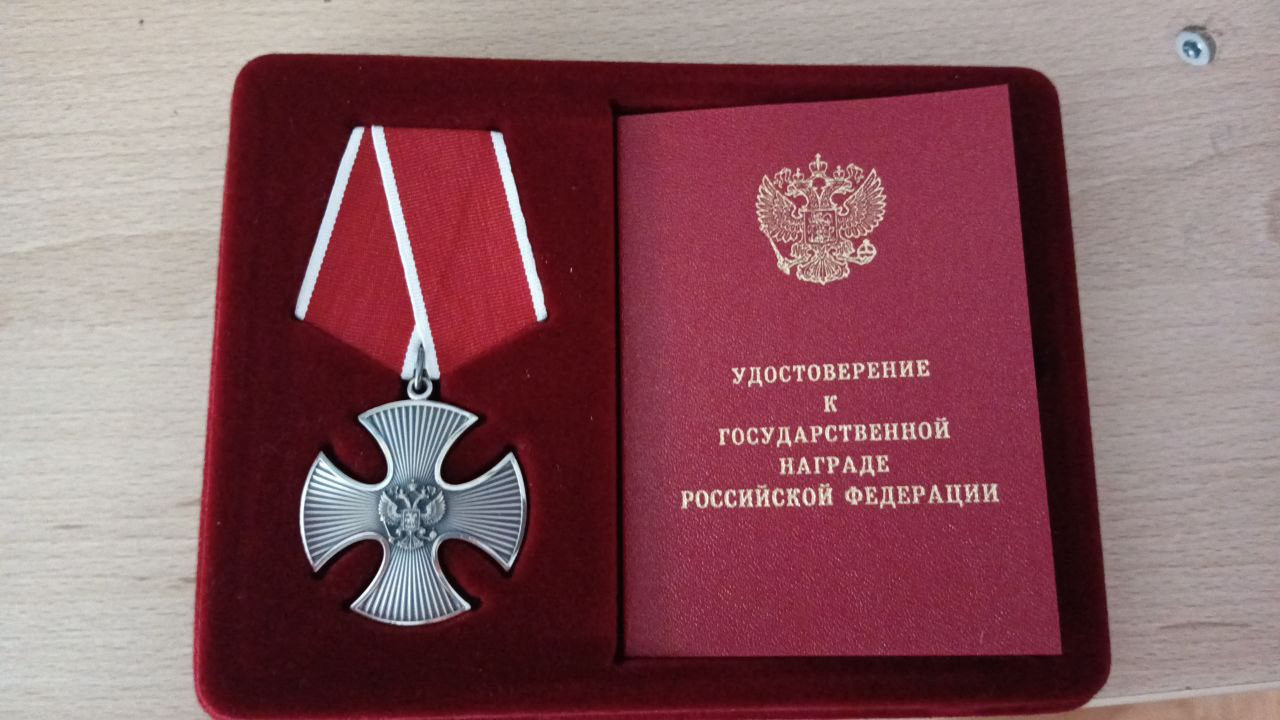 УДОСТОВЕРЕНИЕ
К
ГОСУДАРСТВЕННОЙ
НАГРАДЕ
РОССИЙСКОЙ ФЕДЕРАЦИИ